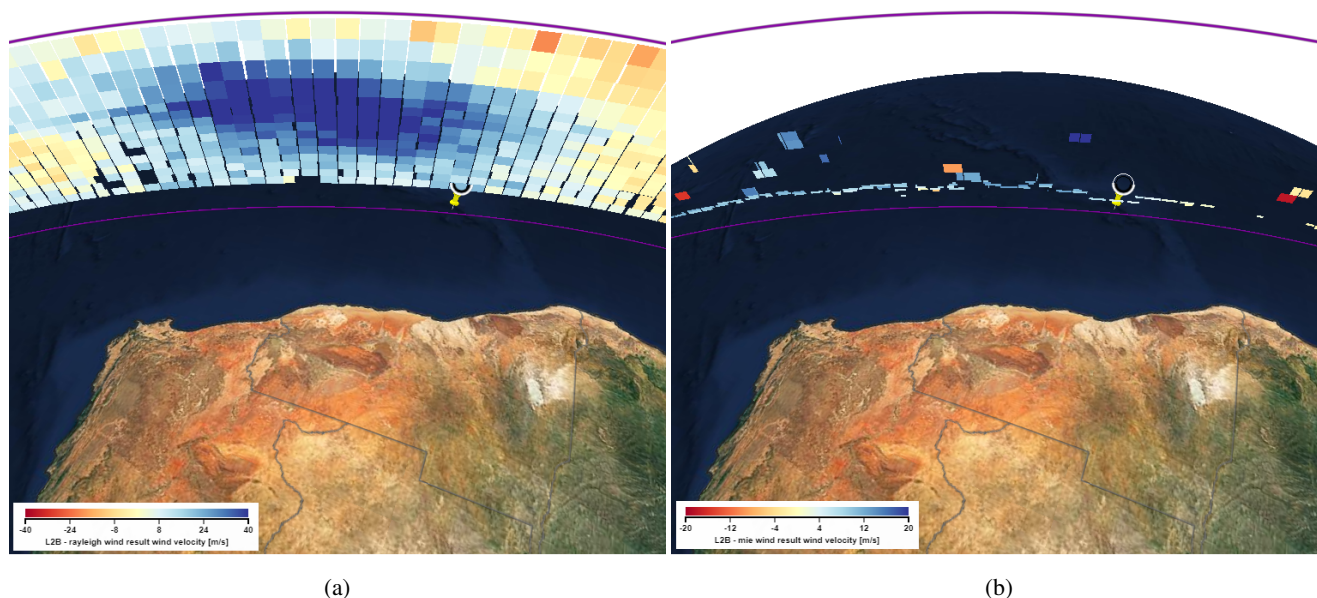 -40 -24 -8 8 24 40
L2B - rayleigh wind result wind velocity [m/s]
-20 -12 -4 4 12 20
L2B - mie wind result wind velocity [m/s]
(a)
(b)